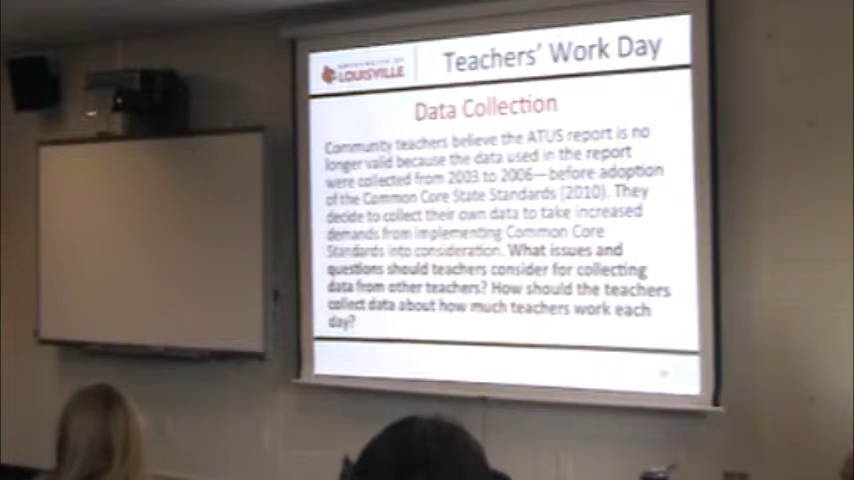 UNIVERSITY OF
LOUISVILLE
Teachers' Work Day
Data Collection
Community teachers believe the ATUS report is no
longer valid because the data used in the report
were collected from 2003 to 2006—before adoption
of the Common Core State Standards (2010). They
decide to collect their own data to take increased
demands from implementing Common Core
Standards into consideration. What issues and
questions should teachers consider for collecting
data from other teachers? How should the teachers
collect data about how much teachers work each
day?